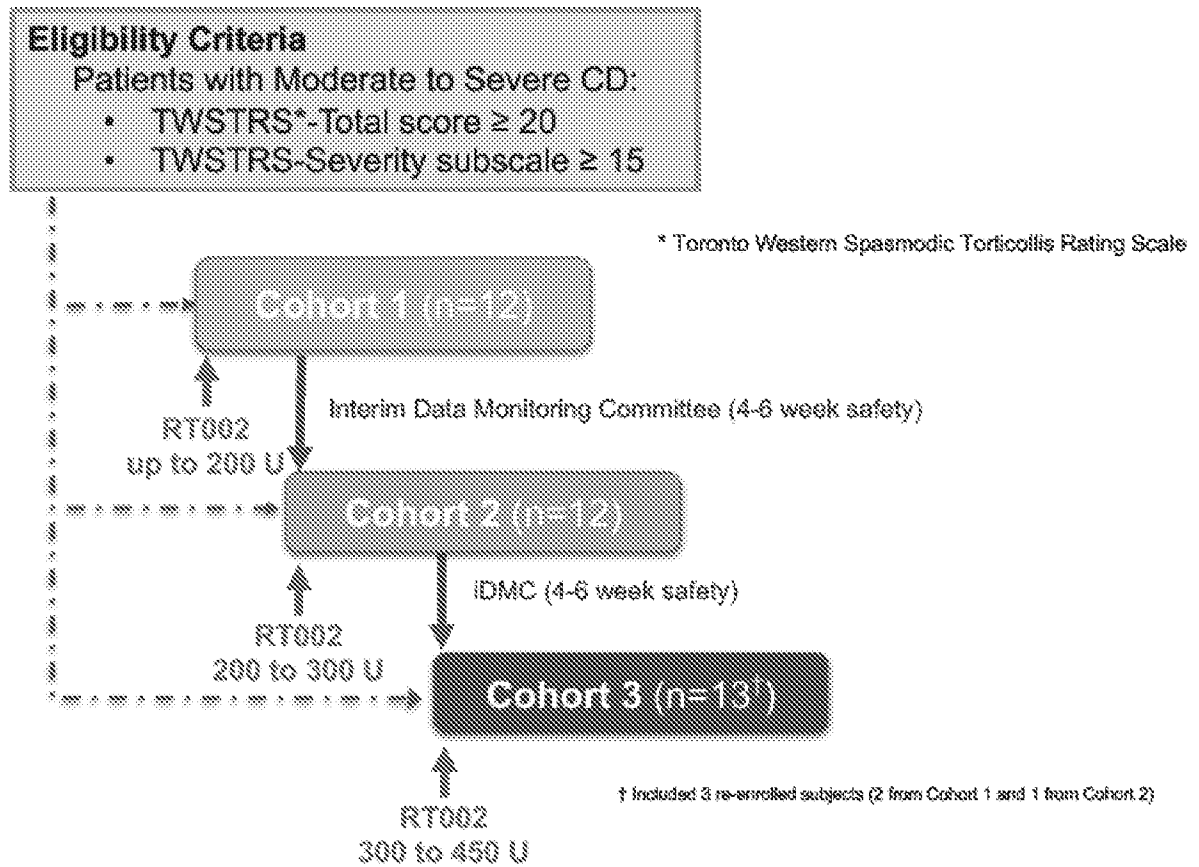 Eligibility Criteria
Patients with Moderate to Severe CD:
• TWSTRS*-Total score ≥ 20
• TWSTRS-Severity subscale ≥ 15
* Toronto Western Spasmodic Torticollis Rating Scale
Cohort 1 (n=12)
RT002
up to 200 U
Interim Data Monitoring Committee (4-6 week safety)
Cohort 2 (n=12)
RT002
200 to 300 U
iDMC (4-6 week safety)
Cohort 3 (n=13†)
RT002
300 to 450 U
† Included 3 re-enrolled subjects (2 from Cohort 1 and 1 from Cohort 2)